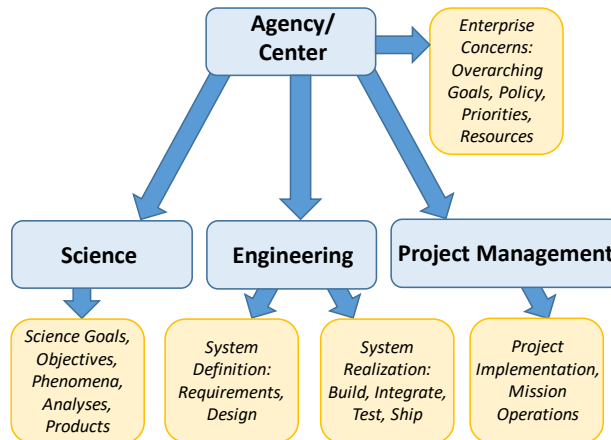 Agency/
Center
Enterprise
Concerns:
Overarching
Goals, Policy,
Priorities,
Resources
Science
Engineering
Project Management
Science Goals,
Objectives,
Phenomena,
Analyses,
Products
System
Definition:
Requirements,
Design
System
Realization:
Build, Integrate,
Test, Ship
Project
Implementation,
Mission
Operations